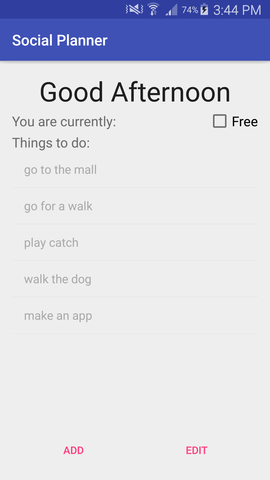 74% 3:44 PM
Social Planner
Good Afternoon
You are currently: Free
Things to do:
go to the mall
go for a walk
play catch
walk the dog
make an app
ADD EDIT